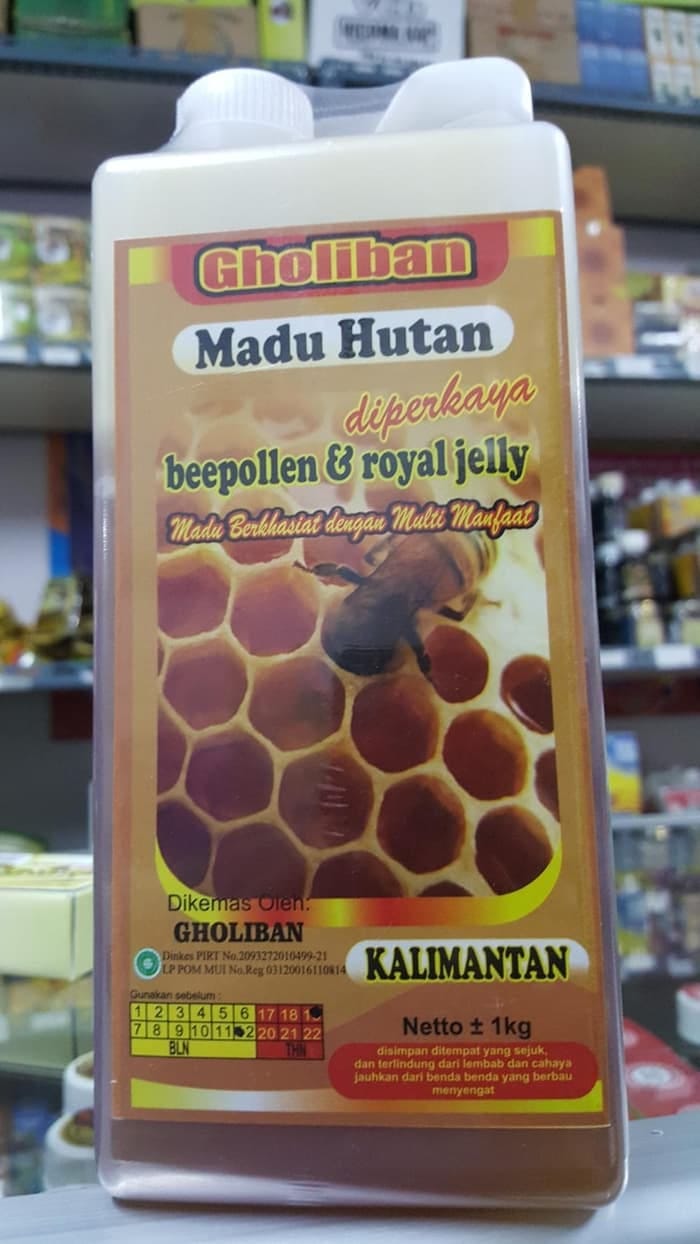 Gholiban
Madu Hutan
diperkaya
beepollen & royal jelly
Madu Berkhasiat dengan Multi Manfaat
Dikemas Oleh:
GHOLIBAN
Dinkes PIRT No.2093272010499-21
LP POM MUI No.Reg 03120016110814
KALIMANTAN
Gunakan sebelum :
1 2 3 4 5 6 17 18
7 8 9 10 11 2 20 21 22
BLN THN
Netto ± 1kg
disimpan ditempat yang sejuk,
dan terlindung dari lembab dan cahaya
jauhkan dari benda benda yang berbau
menyengat